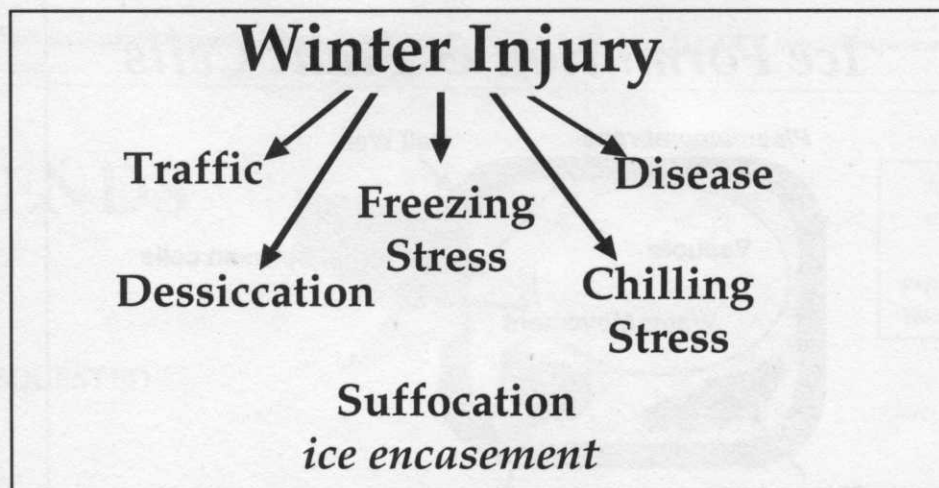 Winter Injury
Traffic
Disease
Freezing
Stress
Dessiccation
Chilling
Stress
Suffocation
ice encasement